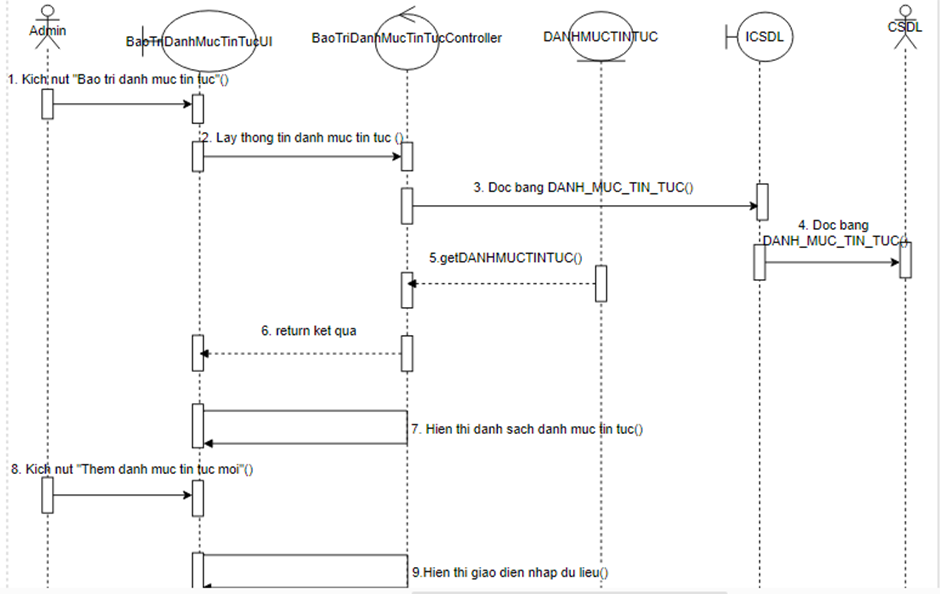 Admin
BaoTriDanhMucTinTucUI
BaoTriDanhMucTinTucController
DANHMUCTINTUC
ICSDL
CSDL
1. Kich nut "Bao tri danh muc tin tuc"()
2. Lay thong tin danh muc tin tuc ()
3. Doc bang DANH_MUC_TIN_TUC()
4. Doc bang
DANH_MUC_TIN_TUC()
5.getDANHMUCTINTUC()
6. return ket qua
7. Hien thi danh sach danh muc tin tuc()
8. Kich nut "Them danh muc tin tuc moi"()
9.Hien thi giao dien nhap du lieu()